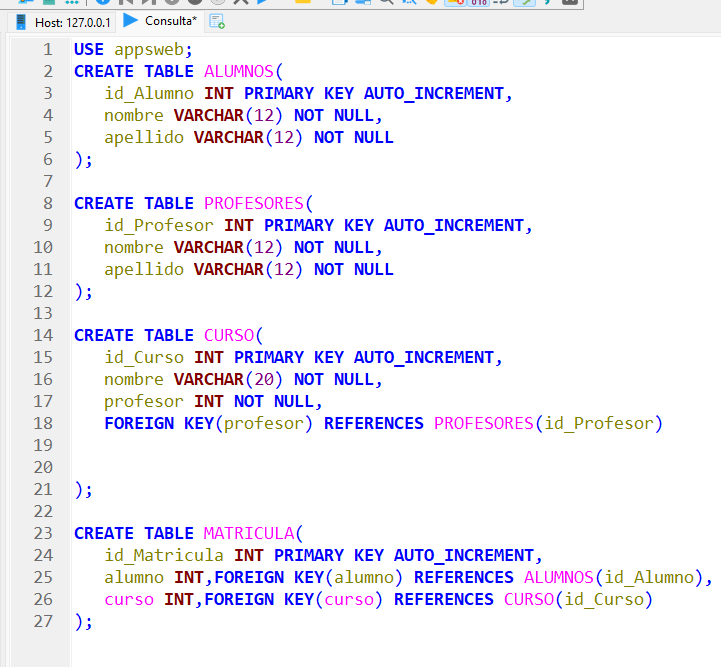 Host: 127.0.0.1 Consulta*
1 USE appsweb;
2 CREATE TABLE ALUMNOS(
3 id_Alumno INT PRIMARY KEY AUTO_INCREMENT,
4 nombre VARCHAR(12) NOT NULL,
5 apellido VARCHAR(12) NOT NULL
6 );
7
8 CREATE TABLE PROFESORES(
9 id_Profesor INT PRIMARY KEY AUTO_INCREMENT,
10 nombre VARCHAR(12) NOT NULL,
11 apellido VARCHAR(12) NOT NULL
12 );
13
14 CREATE TABLE CURSO(
15 id_Curso INT PRIMARY KEY AUTO_INCREMENT,
16 nombre VARCHAR(20) NOT NULL,
17 profesor INT NOT NULL,
18 FOREIGN KEY(profesor) REFERENCES PROFESORES(id_Profesor)
19
20
21 );
22
23 CREATE TABLE MATRICULA(
24 id_Matricula INT PRIMARY KEY AUTO_INCREMENT,
25 alumno INT,FOREIGN KEY(alumno) REFERENCES ALUMNOS(id_Alumno),
26 curso INT,FOREIGN KEY(curso) REFERENCES CURSO(id_Curso)
27 );